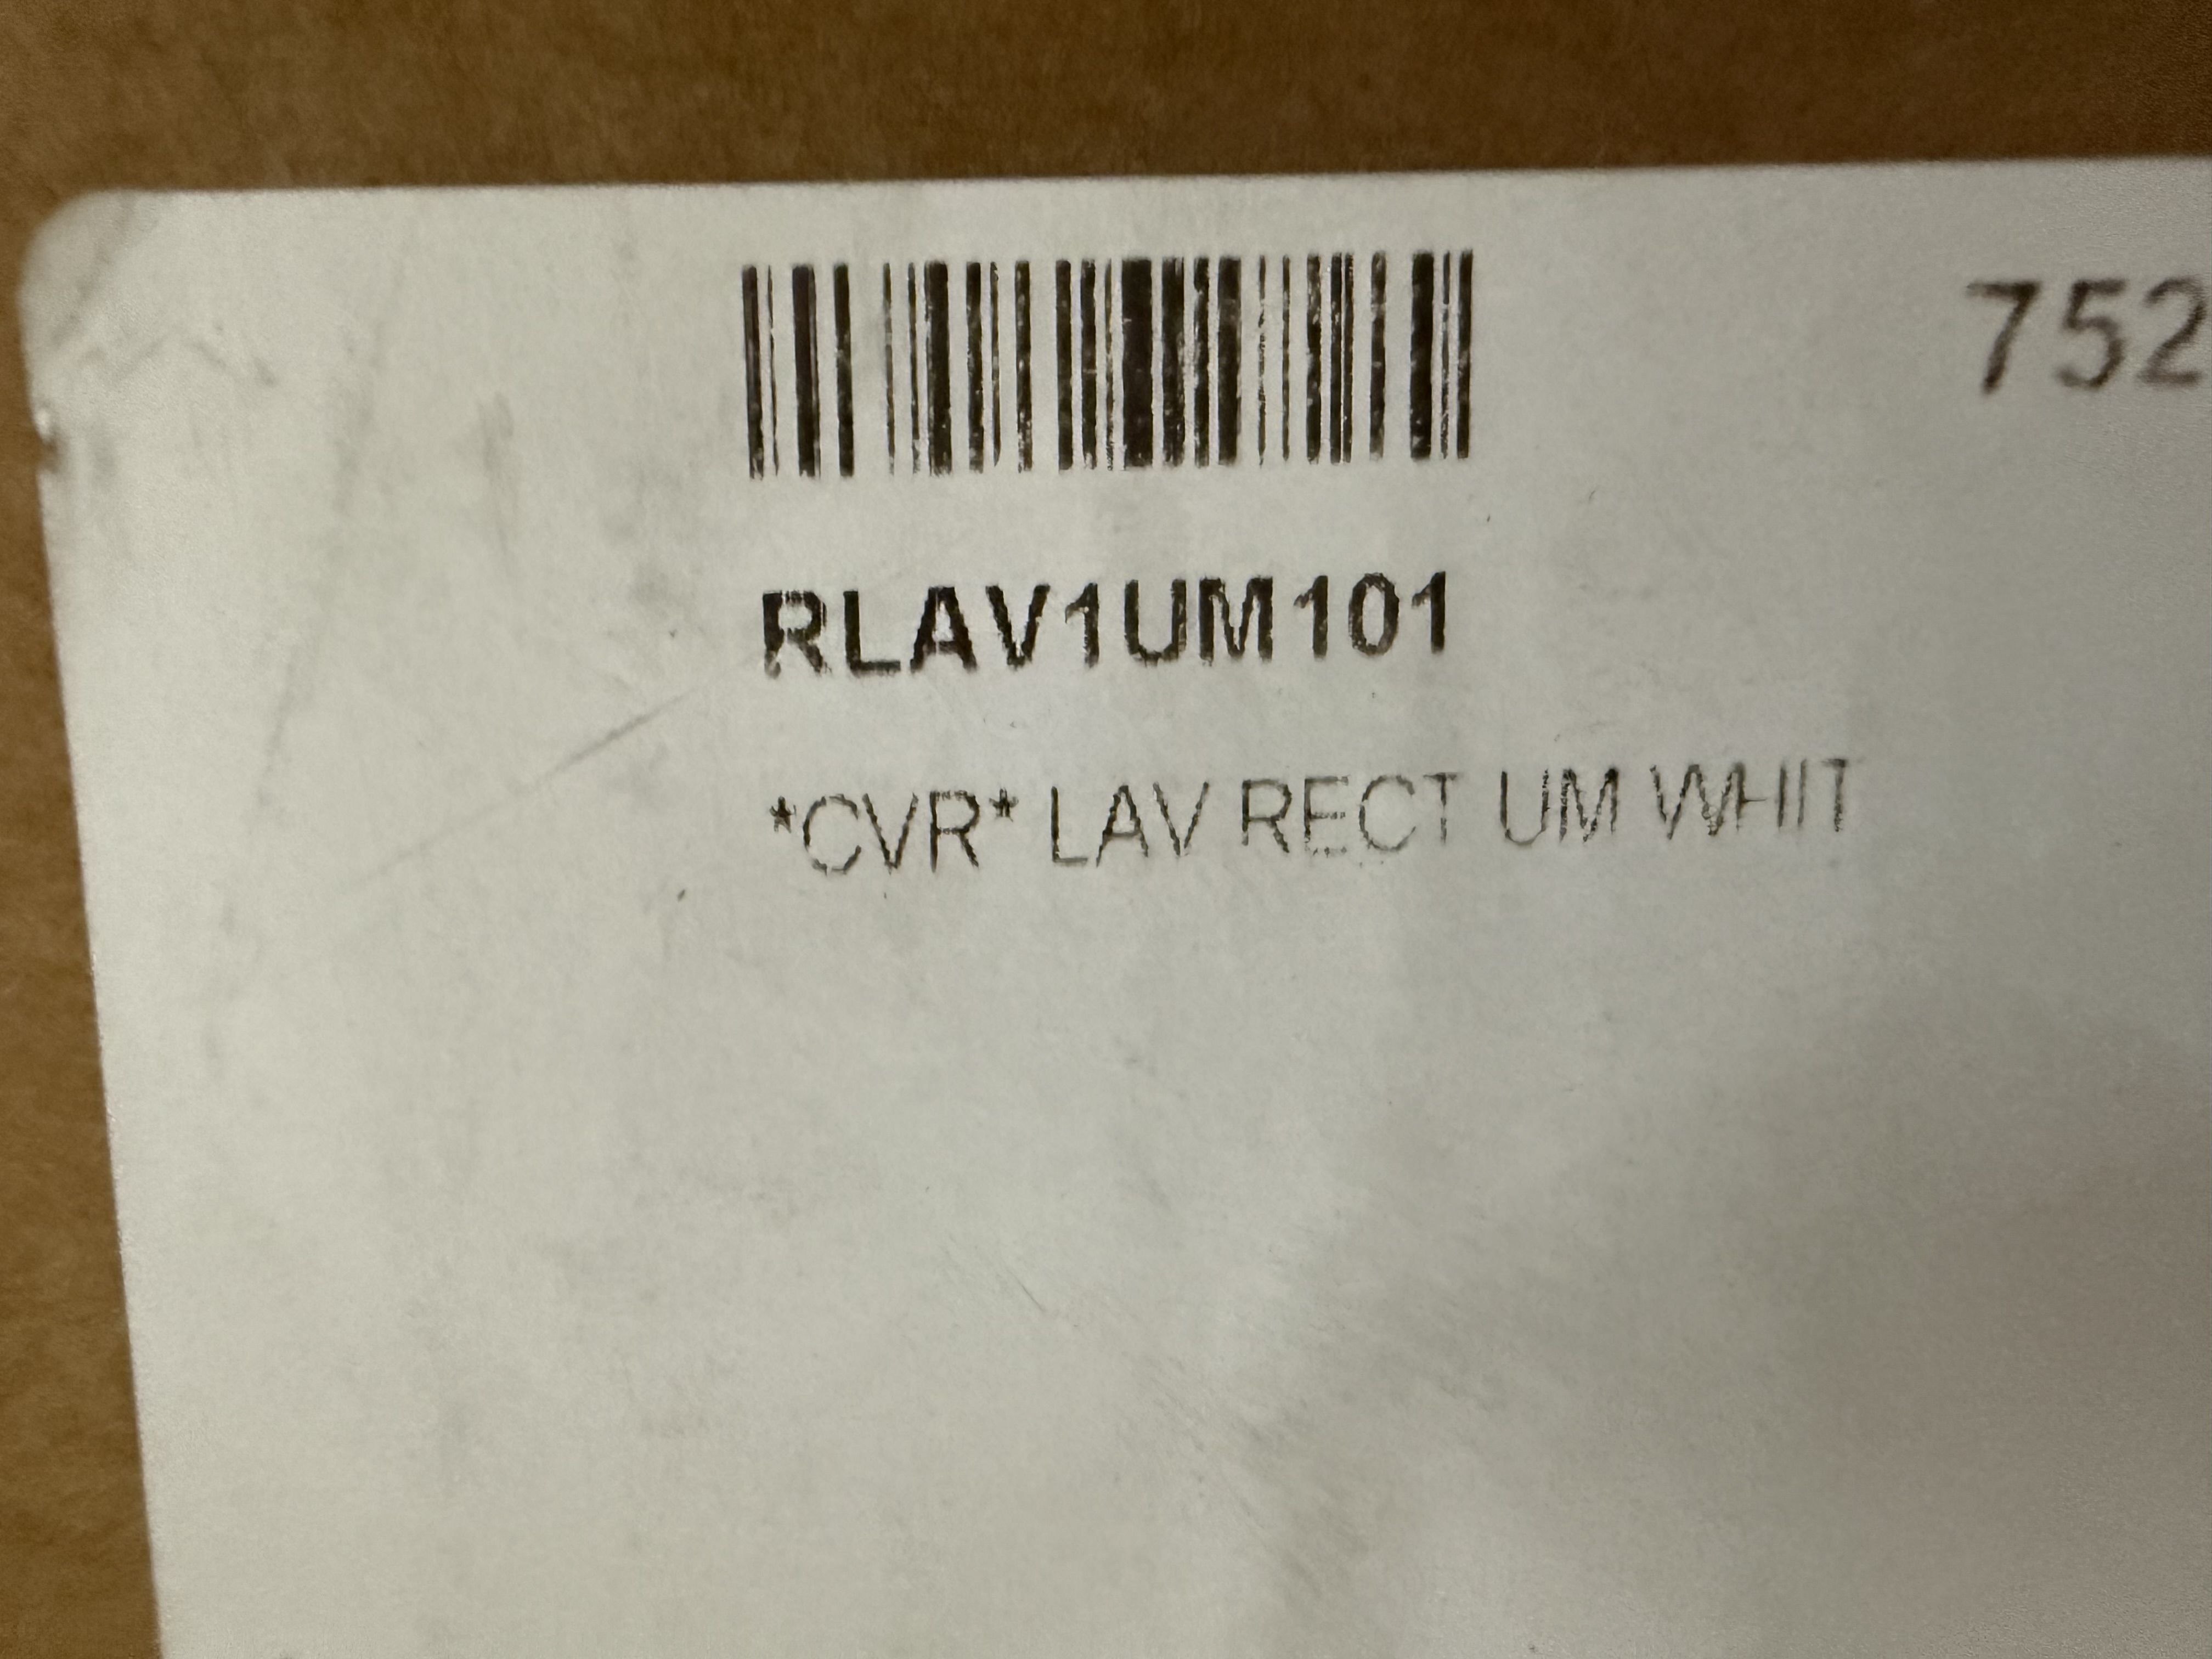 752
RLAV1UM101
*CVR* LAV RECT UM WHIT